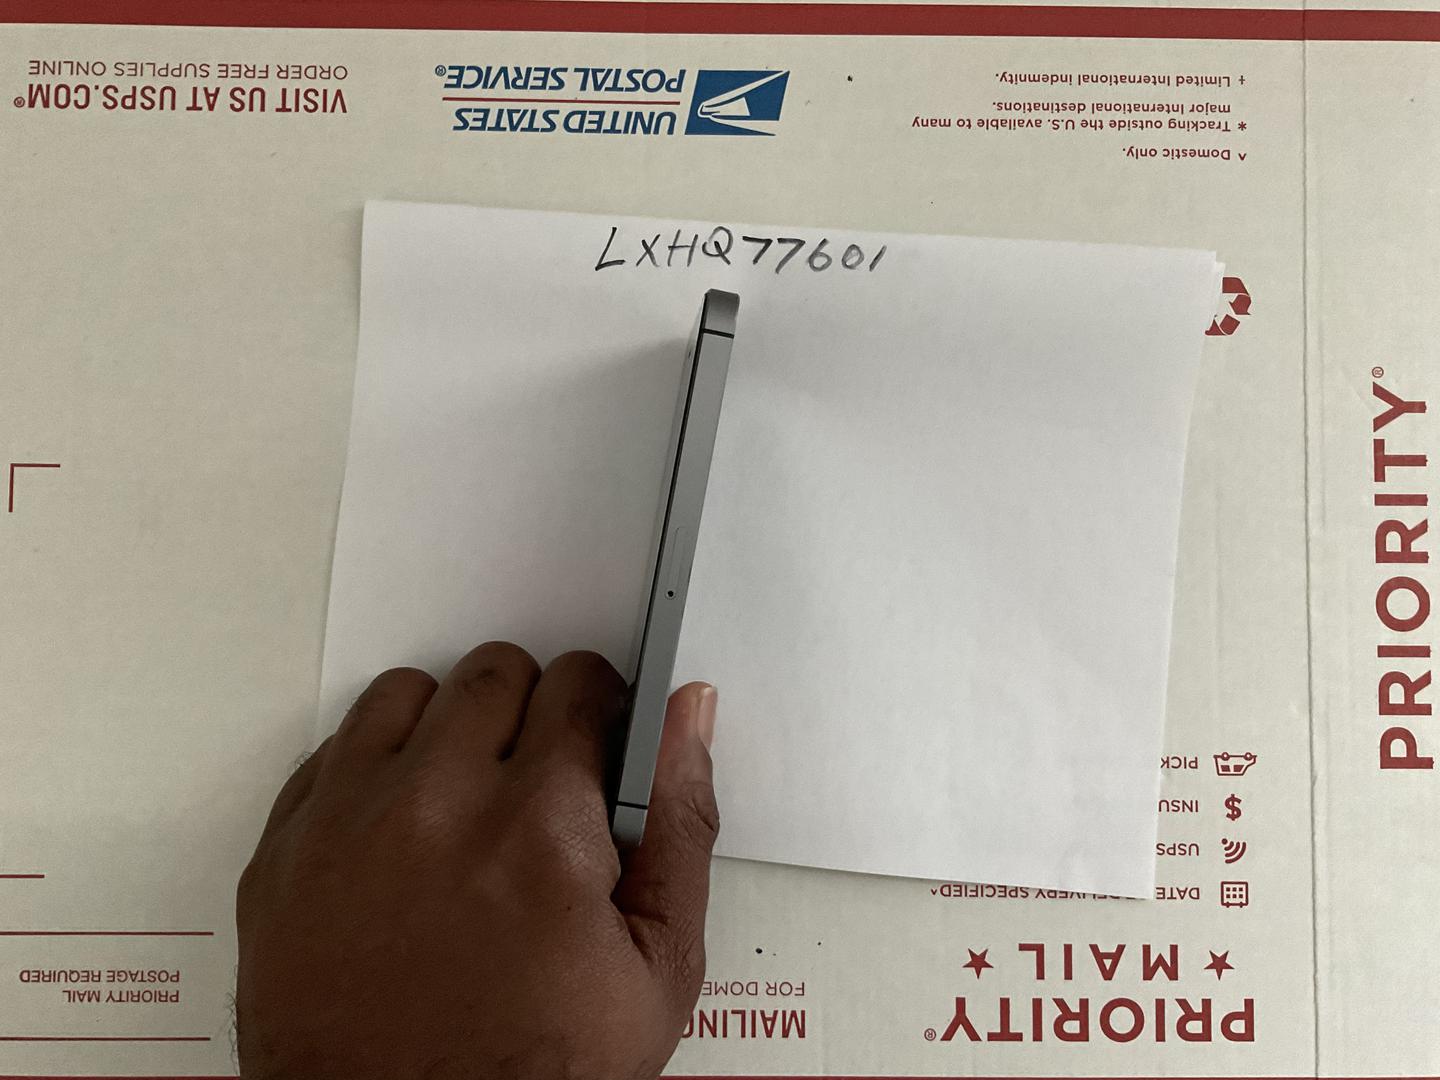 LXHQ77601
VISIT US AT USPS.COM®
ORDER FREE SUPPLIES ONLINE
UNITED STATES
POSTAL SERVICE®
^ Domestic only.
* Tracking outside the U.S. available to many
major International destinations.
+ Limited International indemnity.
PRIORITY®
PRIORITY®
★ MAIL ★
DATE
DELIVERY SPECIFIED^
USPS
INSU
$
PICK
MAILING
FOR DOME
PRIORITY MAIL
POSTAGE REQUIRED